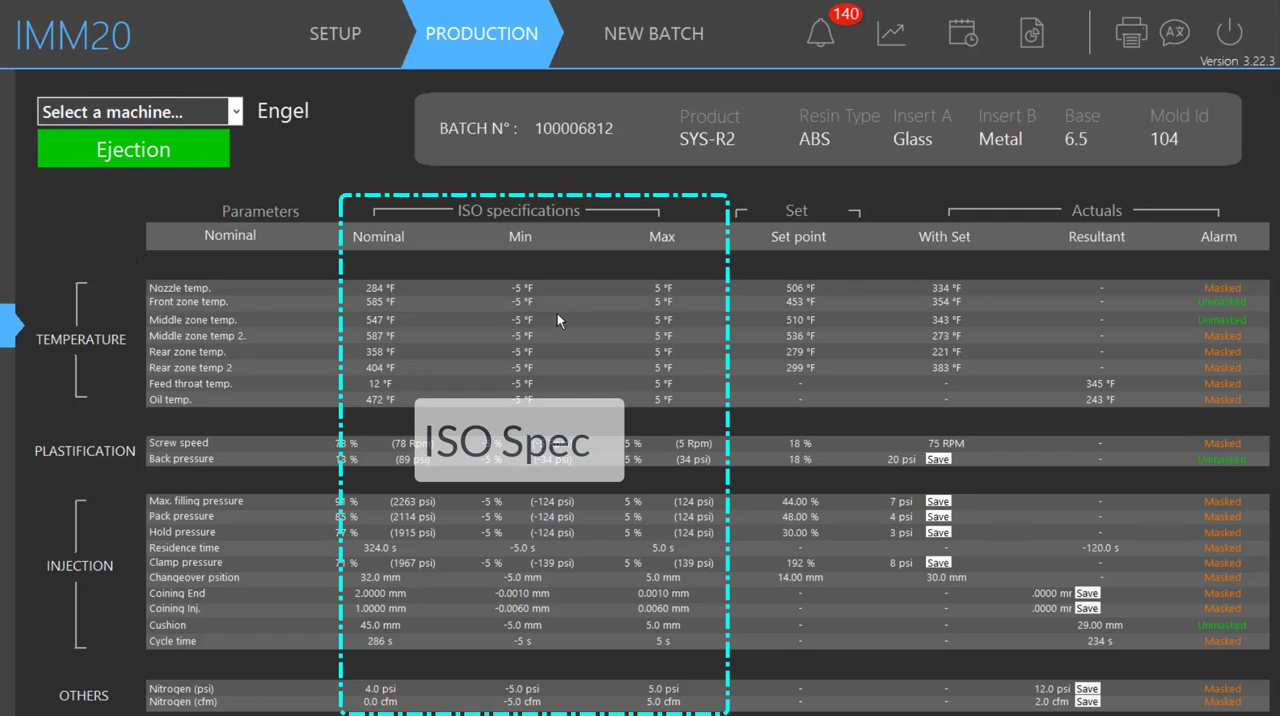 IMM20
SETUP
PRODUCTION
NEW BATCH
140
Version 3.22.3
Select a machine... Engel
Ejection
BATCH N° : 100006812
Product Resin Type Insert A Insert B Base Mold Id
SYS-R2 ABS Glass Metal 6.5 104
Parameters ISO specifications Set Actuals
Nominal Nominal Min Max Set point With Set Resultant Alarm
TEMPERATURE
Nozzle temp. 284 °F -5 °F 5 °F 506 °F 334 °F - Masked
Front zone temp. 585 °F -5 °F 5 °F 453 °F 354 °F - Unmasked
Middle zone temp. 547 °F -5 °F 5 °F 510 °F 343 °F - Unmasked
Middle zone temp 2. 587 °F -5 °F 5 °F 536 °F 273 °F - Masked
Rear zone temp. 358 °F -5 °F 5 °F 279 °F 221 °F - Masked
Rear zone temp 2 404 °F -5 °F 5 °F 299 °F 383 °F - Masked
Feed throat temp. 12 °F -5 °F 5 °F - - 345 °F Masked
Oil temp. 472 °F -5 °F 5 °F - - 243 °F Masked
ISO Spec
PLASTIFICATION
Screw speed % (78 Rpm) -5 % 5 % (5 Rpm) 18 % 75 RPM Masked
Back pressure % (89 psi) -5 % (-34 psi) 5 % (34 psi) 18 % 20 psi Save Unmasked
INJECTION
Max. filling pressure % (2263 psi) -5 % (-124 psi) 5 % (124 psi) 44.00 % 7 psi Save - Masked
Pack pressure % (2114 psi) -5 % (-124 psi) 5 % (124 psi) 48.00 % 4 psi Save - Masked
Hold pressure % (1915 psi) -5 % (-124 psi) 5 % (124 psi) 30.00 % 3 psi Save - Masked
Residence time 324.0 s -5.0 s 5.0 s - - -120.0 s Masked
Clamp pressure % (1967 psi) -5 % (-139 psi) 5 % (139 psi) 192 % 8 psi Save - Masked
Changeover psition 32.0 mm -5.0 mm 5.0 mm 14.00 mm 30.0 mm - Masked
Coining End 2.0000 mm -0.0010 mm 0.0010 mm - - .0000 mm Save Masked
Coining Inj. 1.0000 mm -0.0060 mm 0.0060 mm - - .0000 mm Save Masked
Cushion 45.0 mm -5.0 mm 5.0 mm - - 29.00 mm Unmasked
Cycle time 286 s -5 s 5 s - - 234 s Masked
OTHERS
Nitrogen (psi) 4.0 psi -5.0 psi 5.0 psi - - 12.0 psi Save Masked
Nitrogen (cfm) 0.0 cfm -5.0 cfm 5.0 cfm - - 2.0 cfm Save Masked